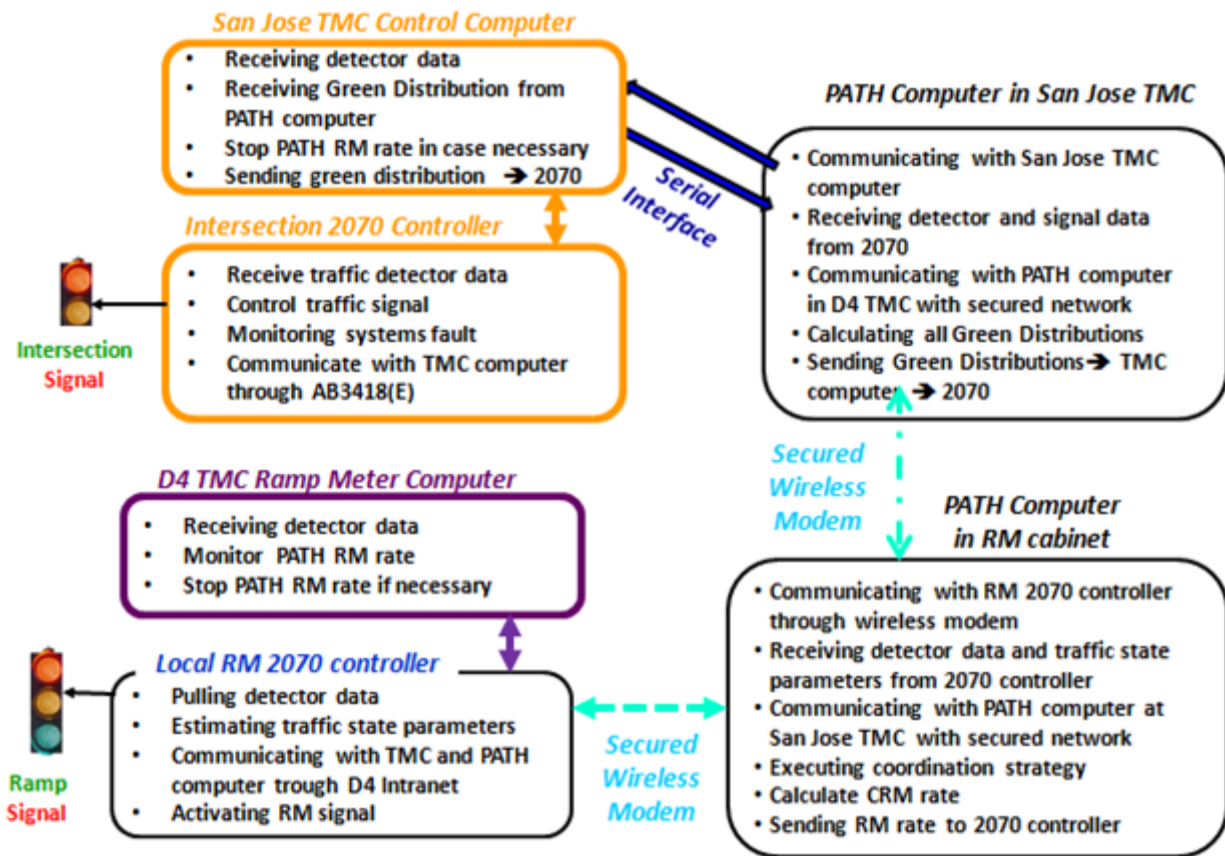 San Jose TMC Control Computer
• Receiving detector data
• Receiving Green Distribution from
PATH computer
• Stop PATH RM rate in case necessary
• Sending green distribution ➔ 2070
Serial
Interface
PATH Computer in San Jose TMC
• Communicating with San Jose TMC
computer
• Receiving detector and signal data
from 2070
• Communicating with PATH computer
in D4 TMC with secured network
• Calculating all Green Distributions
• Sending Green Distributions➔ TMC
computer ➔ 2070
Intersection 2070 Controller
• Receive traffic detector data
• Control traffic signal
• Monitoring systems fault
• Communicate with TMC computer
through AB3418(E)
Intersection
Signal
Secured
Wireless
Modem
D4 TMC Ramp Meter Computer
• Receiving detector data
• Monitor PATH RM rate
• Stop PATH RM rate if necessary
PATH Computer
in RM cabinet
• Communicating with RM 2070 controller
through wireless modem
• Receiving detector data and traffic state
parameters from 2070 controller
• Communicating with PATH computer at
San Jose TMC with secured network
• Executing coordination strategy
• Calculate CRM rate
• Sending RM rate to 2070 controller
Local RM 2070 controller
• Pulling detector data
• Estimating traffic state parameters
• Communicating with TMC and PATH
computer trough D4 Intranet
• Activating RM signal
Ramp
Signal
Secured
Wireless
Modem